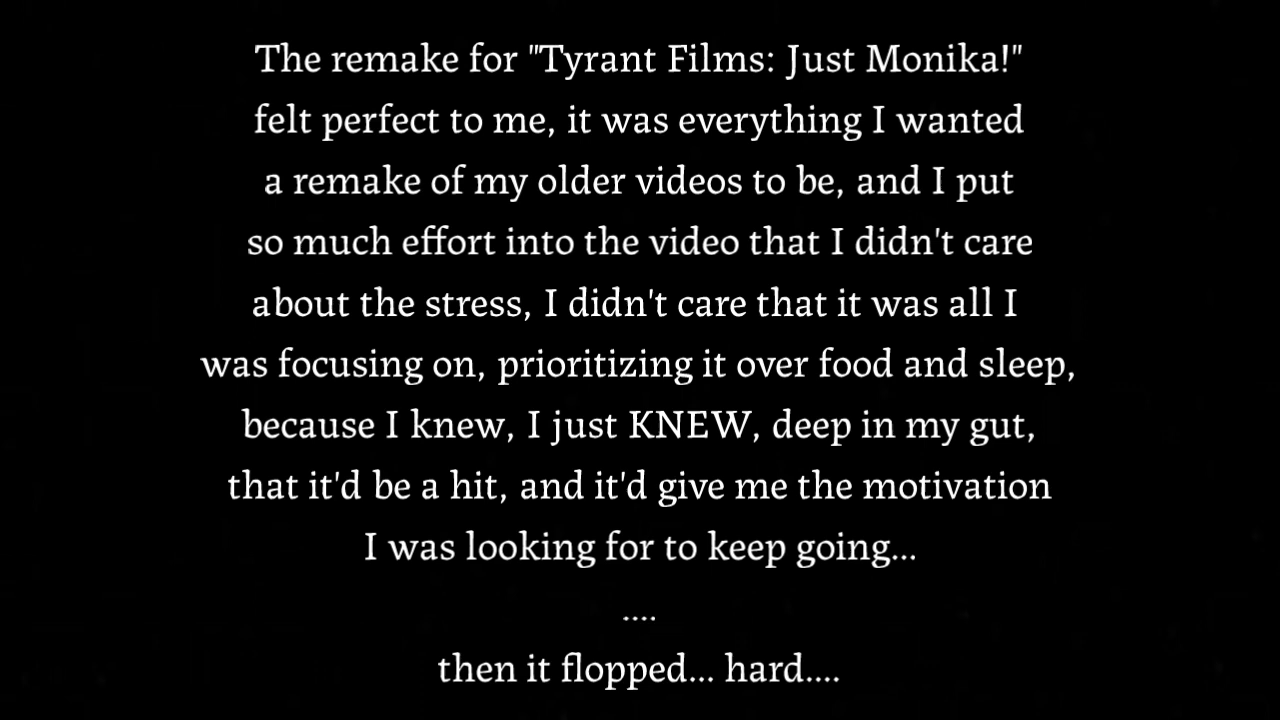 The remake for "Tyrant Films: Just Monika!"
felt perfect to me, it was everything I wanted
a remake of my older videos to be, and I put
so much effort into the video that I didn't care
about the stress, I didn't care that it was all I
was focusing on, prioritizing it over food and sleep,
because I knew, I just KNEW, deep in my gut,
that it'd be a hit, and it'd give me the motivation
I was looking for to keep going...
....
then it flopped... hard....